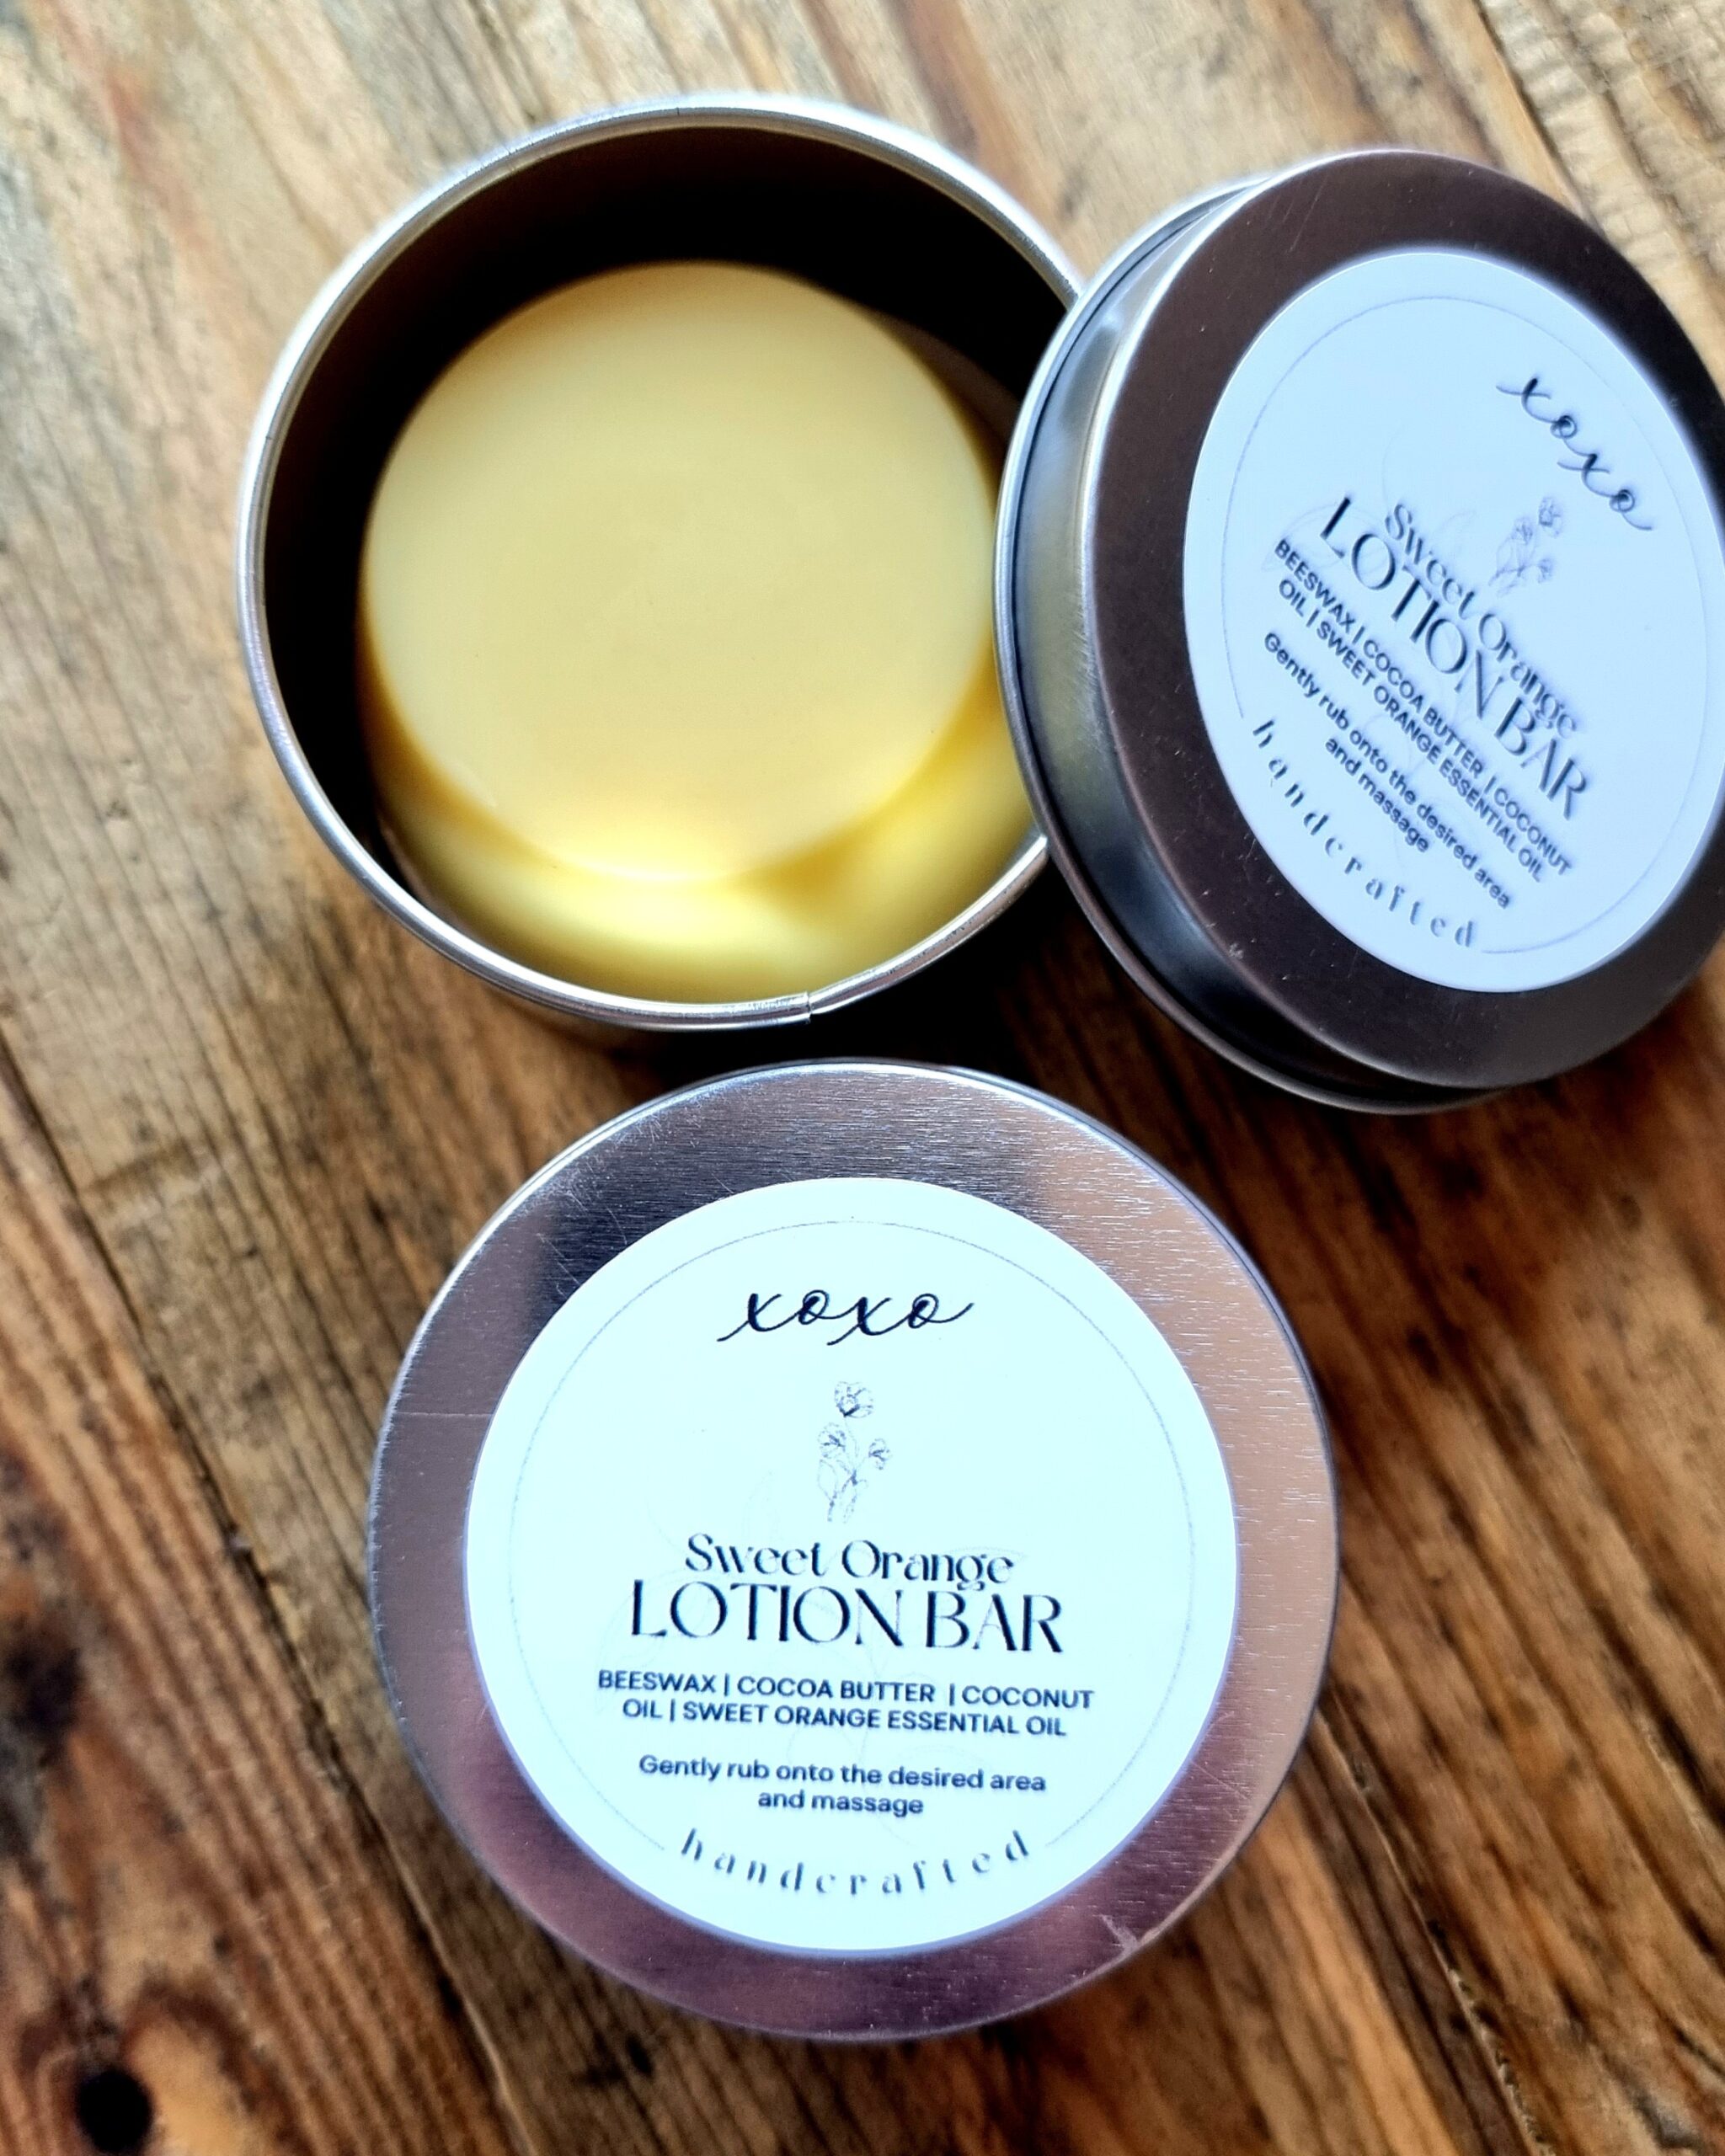 xoxo
Sweet Orange
LOTION BAR
BEESWAX | COCOA BUTTER | COCONUT
OIL | SWEET ORANGE ESSENTIAL OIL
Gently rub onto the desired area
and massage
handcrafted
xoxo
Sweet Orange
LOTION BAR
BEESWAX | COCOA BUTTER | COCONUT
OIL | SWEET ORANGE ESSENTIAL OIL
Gently rub onto the desired area
and massage
handcrafted